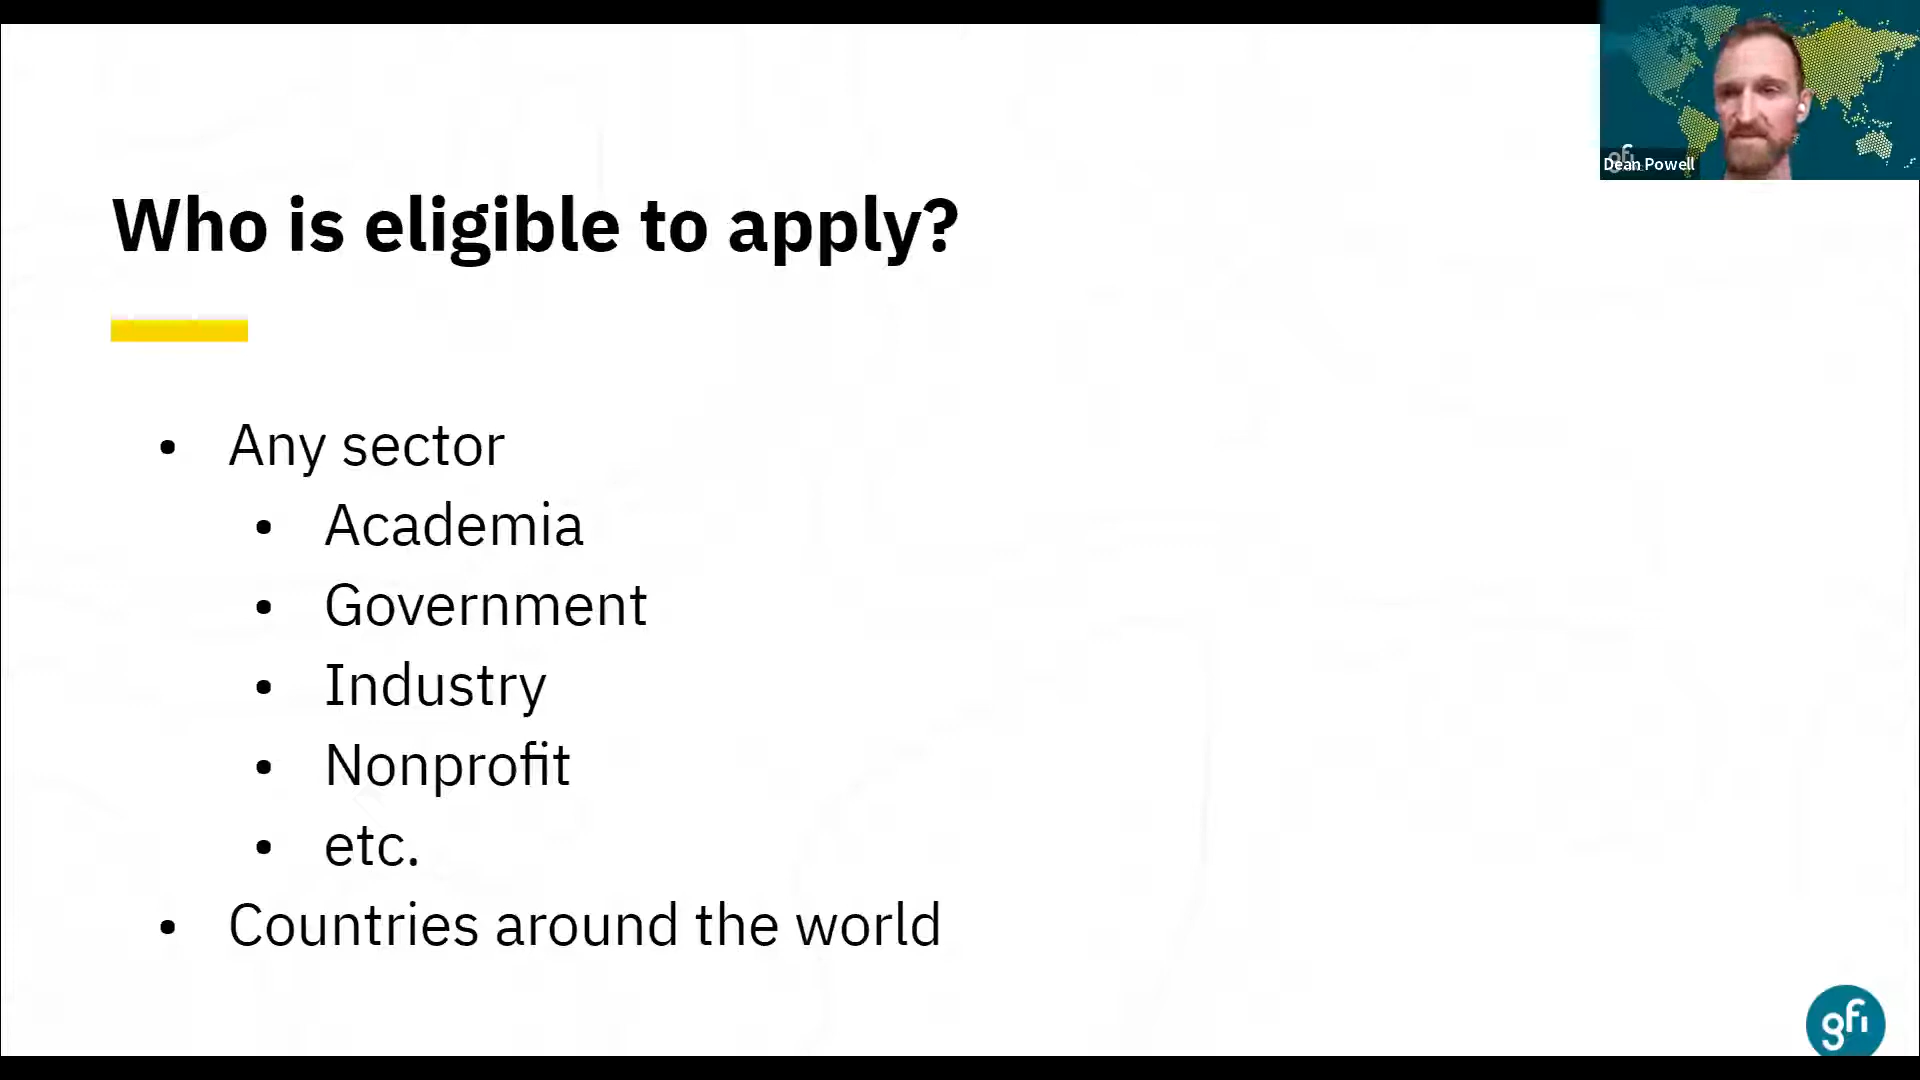 Who is eligible to apply?
• Any sector
• Academia
• Government
• Industry
• Nonprofit
• etc.
• Countries around the world
gfi
Dean Powell
gfi